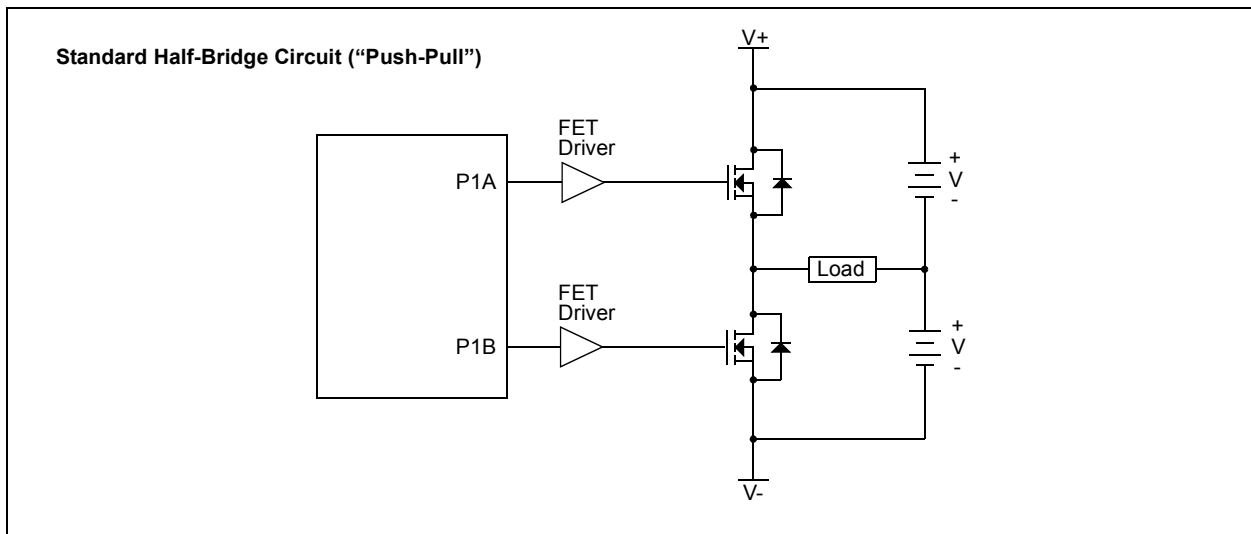 Standard Half-Bridge Circuit (“Push-Pull”)
V+
FET
Driver
P1A
+
V
-
Load
FET
Driver
P1B
+
V
-
V-